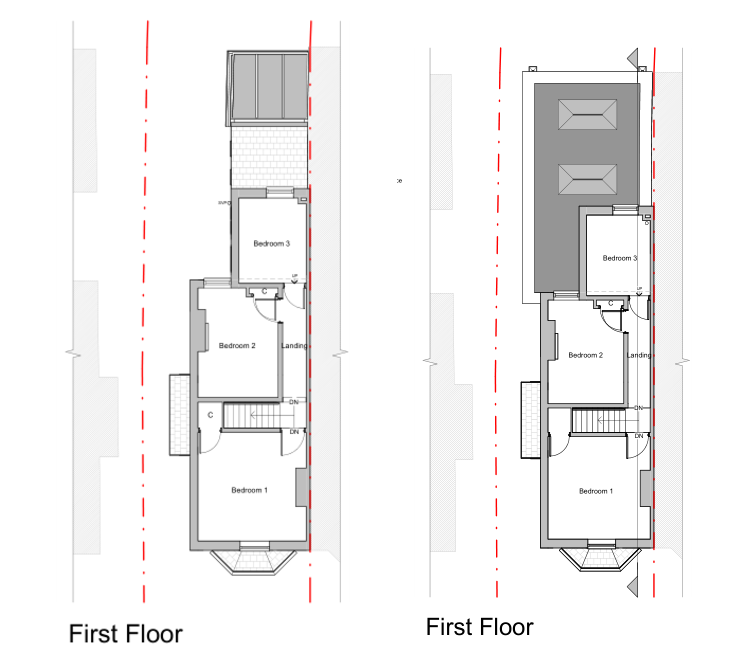 SVP
Bedroom 3
UP
C
Bedroom 2
Landing
DN
C
DN
Bedroom 1
First Floor
Bedroom 3
UP
C
Bedroom 2
Landing
DN
DN
Bedroom 1
First Floor